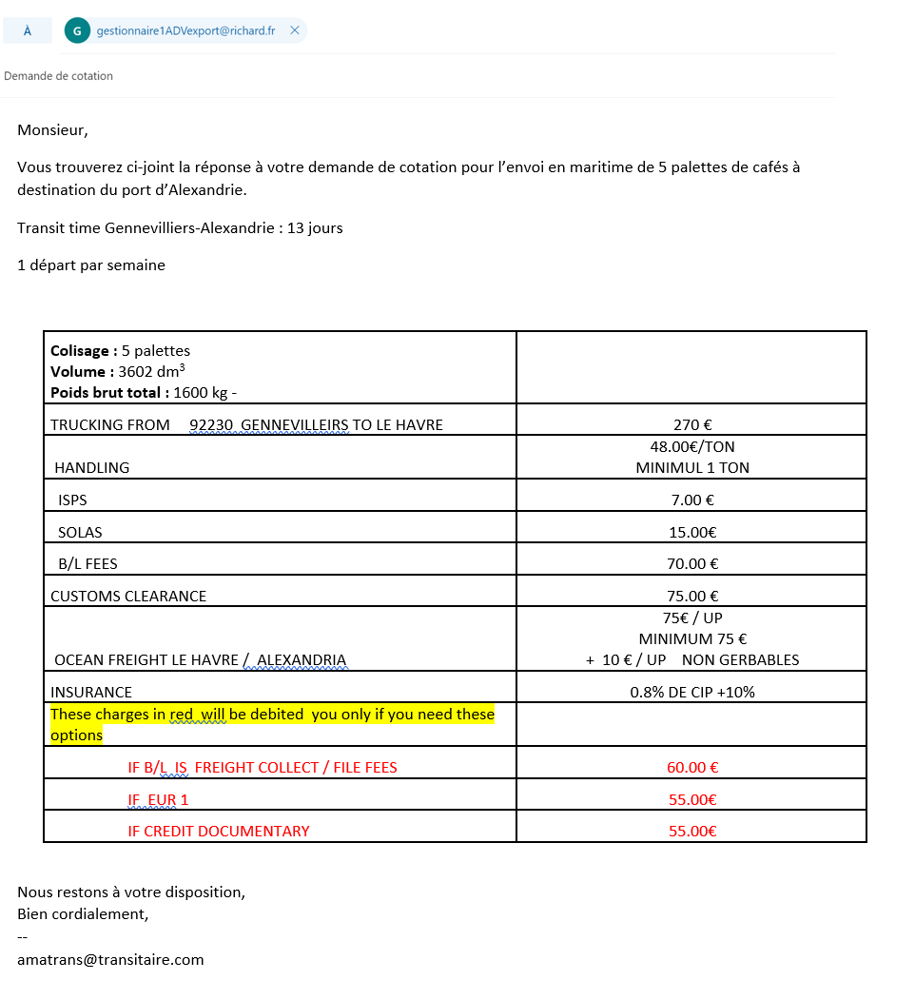 À G gestionnaire1ADVexport@richard.fr ×
Demande de cotation
Monsieur,
Vous trouverez ci-joint la réponse à votre demande de cotation pour l’envoi en maritime de 5 palettes de cafés à
destination du port d’Alexandrie.
Transit time Gennevilliers-Alexandrie : 13 jours
1 départ par semaine
Colisage : 5 palettes
Volume : 3602 dm³
Poids brut total : 1600 kg -
TRUCKING FROM 92230 GENNEVILLEIRS TO LE HAVRE 270 €
48.00€/TON
HANDLING MINIMUL 1 TON
ISPS 7.00 €
SOLAS 15.00€
B/L FEES 70.00 €
CUSTOMS CLEARANCE 75.00 €
75€ / UP
MINIMUM 75 €
OCEAN FREIGHT LE HAVRE / ALEXANDRIA + 10 € / UP NON GERBABLES
INSURANCE 0.8% DE CIP +10%
These charges in red will be debited you only if you need these
options
IF B/L IS FREIGHT COLLECT / FILE FEES 60.00 €
IF EUR 1 55.00€
IF CREDIT DOCUMENTARY 55.00€
Nous restons à votre disposition,
Bien cordialement,
--
amatrans@transitaire.com